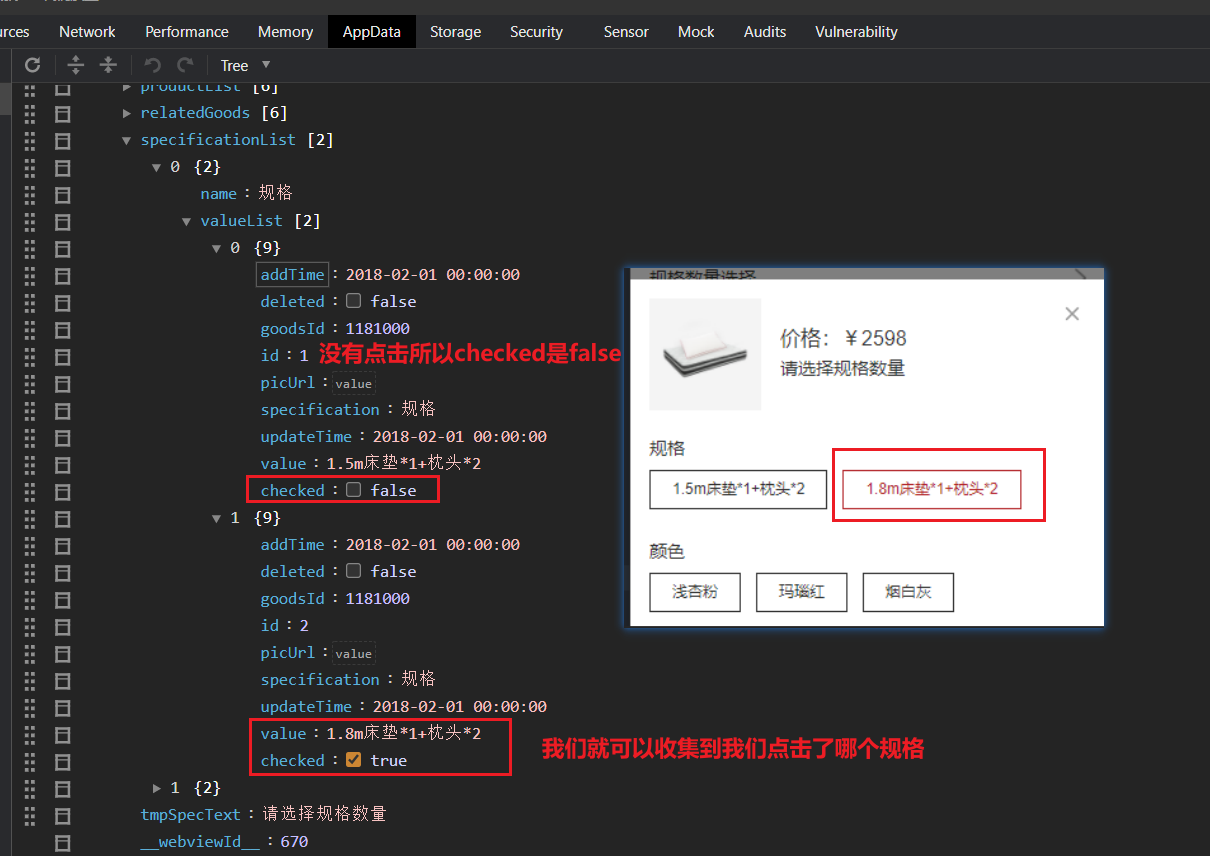 Network Performance Memory AppData Storage Security Sensor Mock Audits Vulnerability
Tree
productList [6]
relatedGoods [6]
specificationList [2]
0 {2}
name : 规格
valueList [2]
0 {9}
addTime : 2018-02-01 00:00:00
deleted : false
goodsId : 1181000
id : 1
没有点击所以checked是false
picUrl : value
specification : 规格
updateTime : 2018-02-01 00:00:00
value : 1.5m床垫*1+枕头*2
checked : false
1 {9}
addTime : 2018-02-01 00:00:00
deleted : false
goodsId : 1181000
id : 2
picUrl : value
specification : 规格
updateTime : 2018-02-01 00:00:00
value : 1.8m床垫*1+枕头*2
checked : true
我们就可以收集到我们点击了哪个规格
1 {2}
tmpSpecText : 请选择规格数量
__webviewId__ : 670
规格数量选择
价格：￥2598
请选择规格数量
规格
1.5m床垫*1+枕头*2
1.8m床垫*1+枕头*2
颜色
浅杏粉 玛瑙红 烟白灰